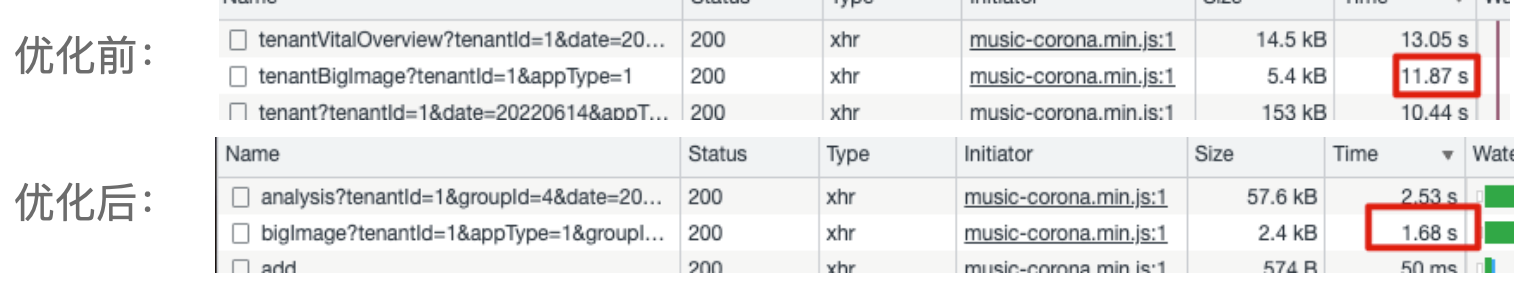 Name Status Type Initiator Size Time
优化前：
tenantVitalOverview?tenantId=1&date=20... 200 xhr music-corona.min.js:1 14.5 kB 13.05 s
tenantBigImage?tenantId=1&appType=1 200 xhr music-corona.min.js:1 5.4 kB 11.87 s
tenant?tenantId=1&date=20220614&appT... 200 xhr music-corona.min.js:1 153 kB 10.44 s
Name Status Type Initiator Size Time ▼ Wate
优化后：
analysis?tenantId=1&groupId=4&date=20... 200 xhr music-corona.min.js:1 57.6 kB 2.53 s
bigImage?tenantId=1&appType=1&groupI... 200 xhr music-corona.min.js:1 2.4 kB 1.68 s
add 200 xhr music-corona.min.js:1 574 B 50 ms